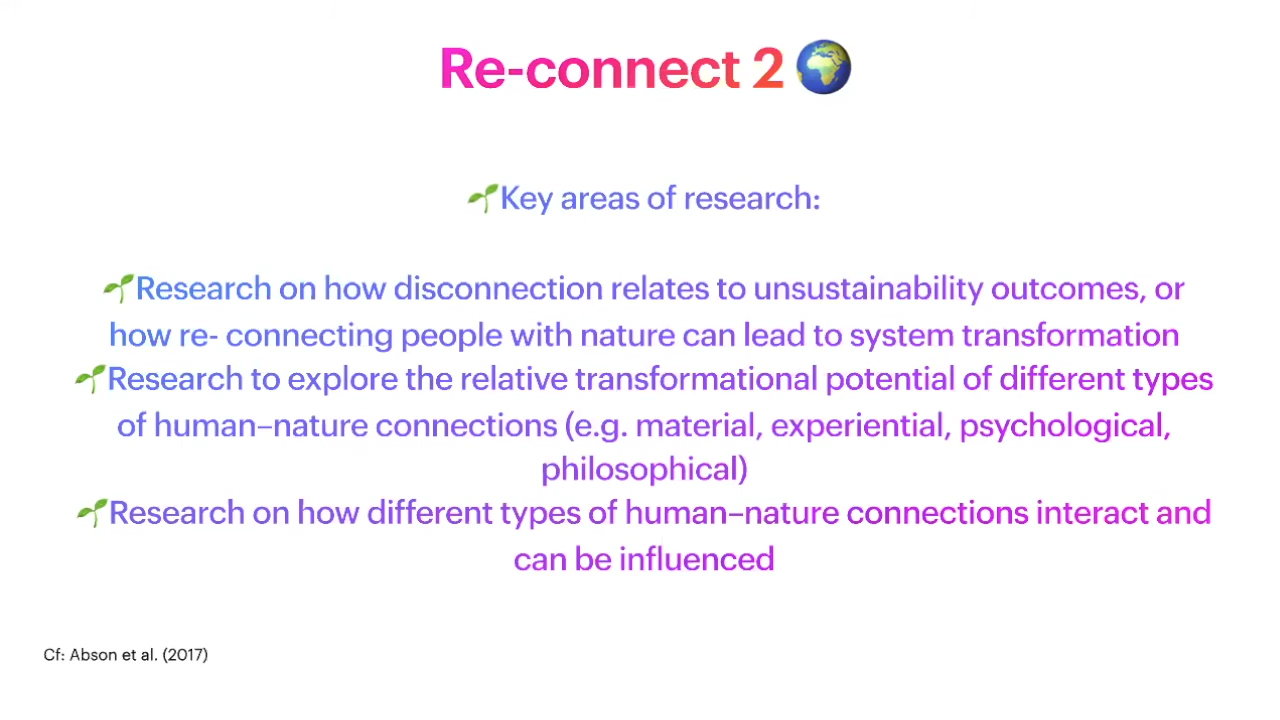 Re-connect 2 🌍
🌱Key areas of research:
🌱Research on how disconnection relates to unsustainability outcomes, or
how re- connecting people with nature can lead to system transformation
🌱Research to explore the relative transformational potential of different types
of human–nature connections (e.g. material, experiential, psychological,
philosophical)
🌱Research on how different types of human–nature connections interact and
can be influenced
Cf: Abson et al. (2017)